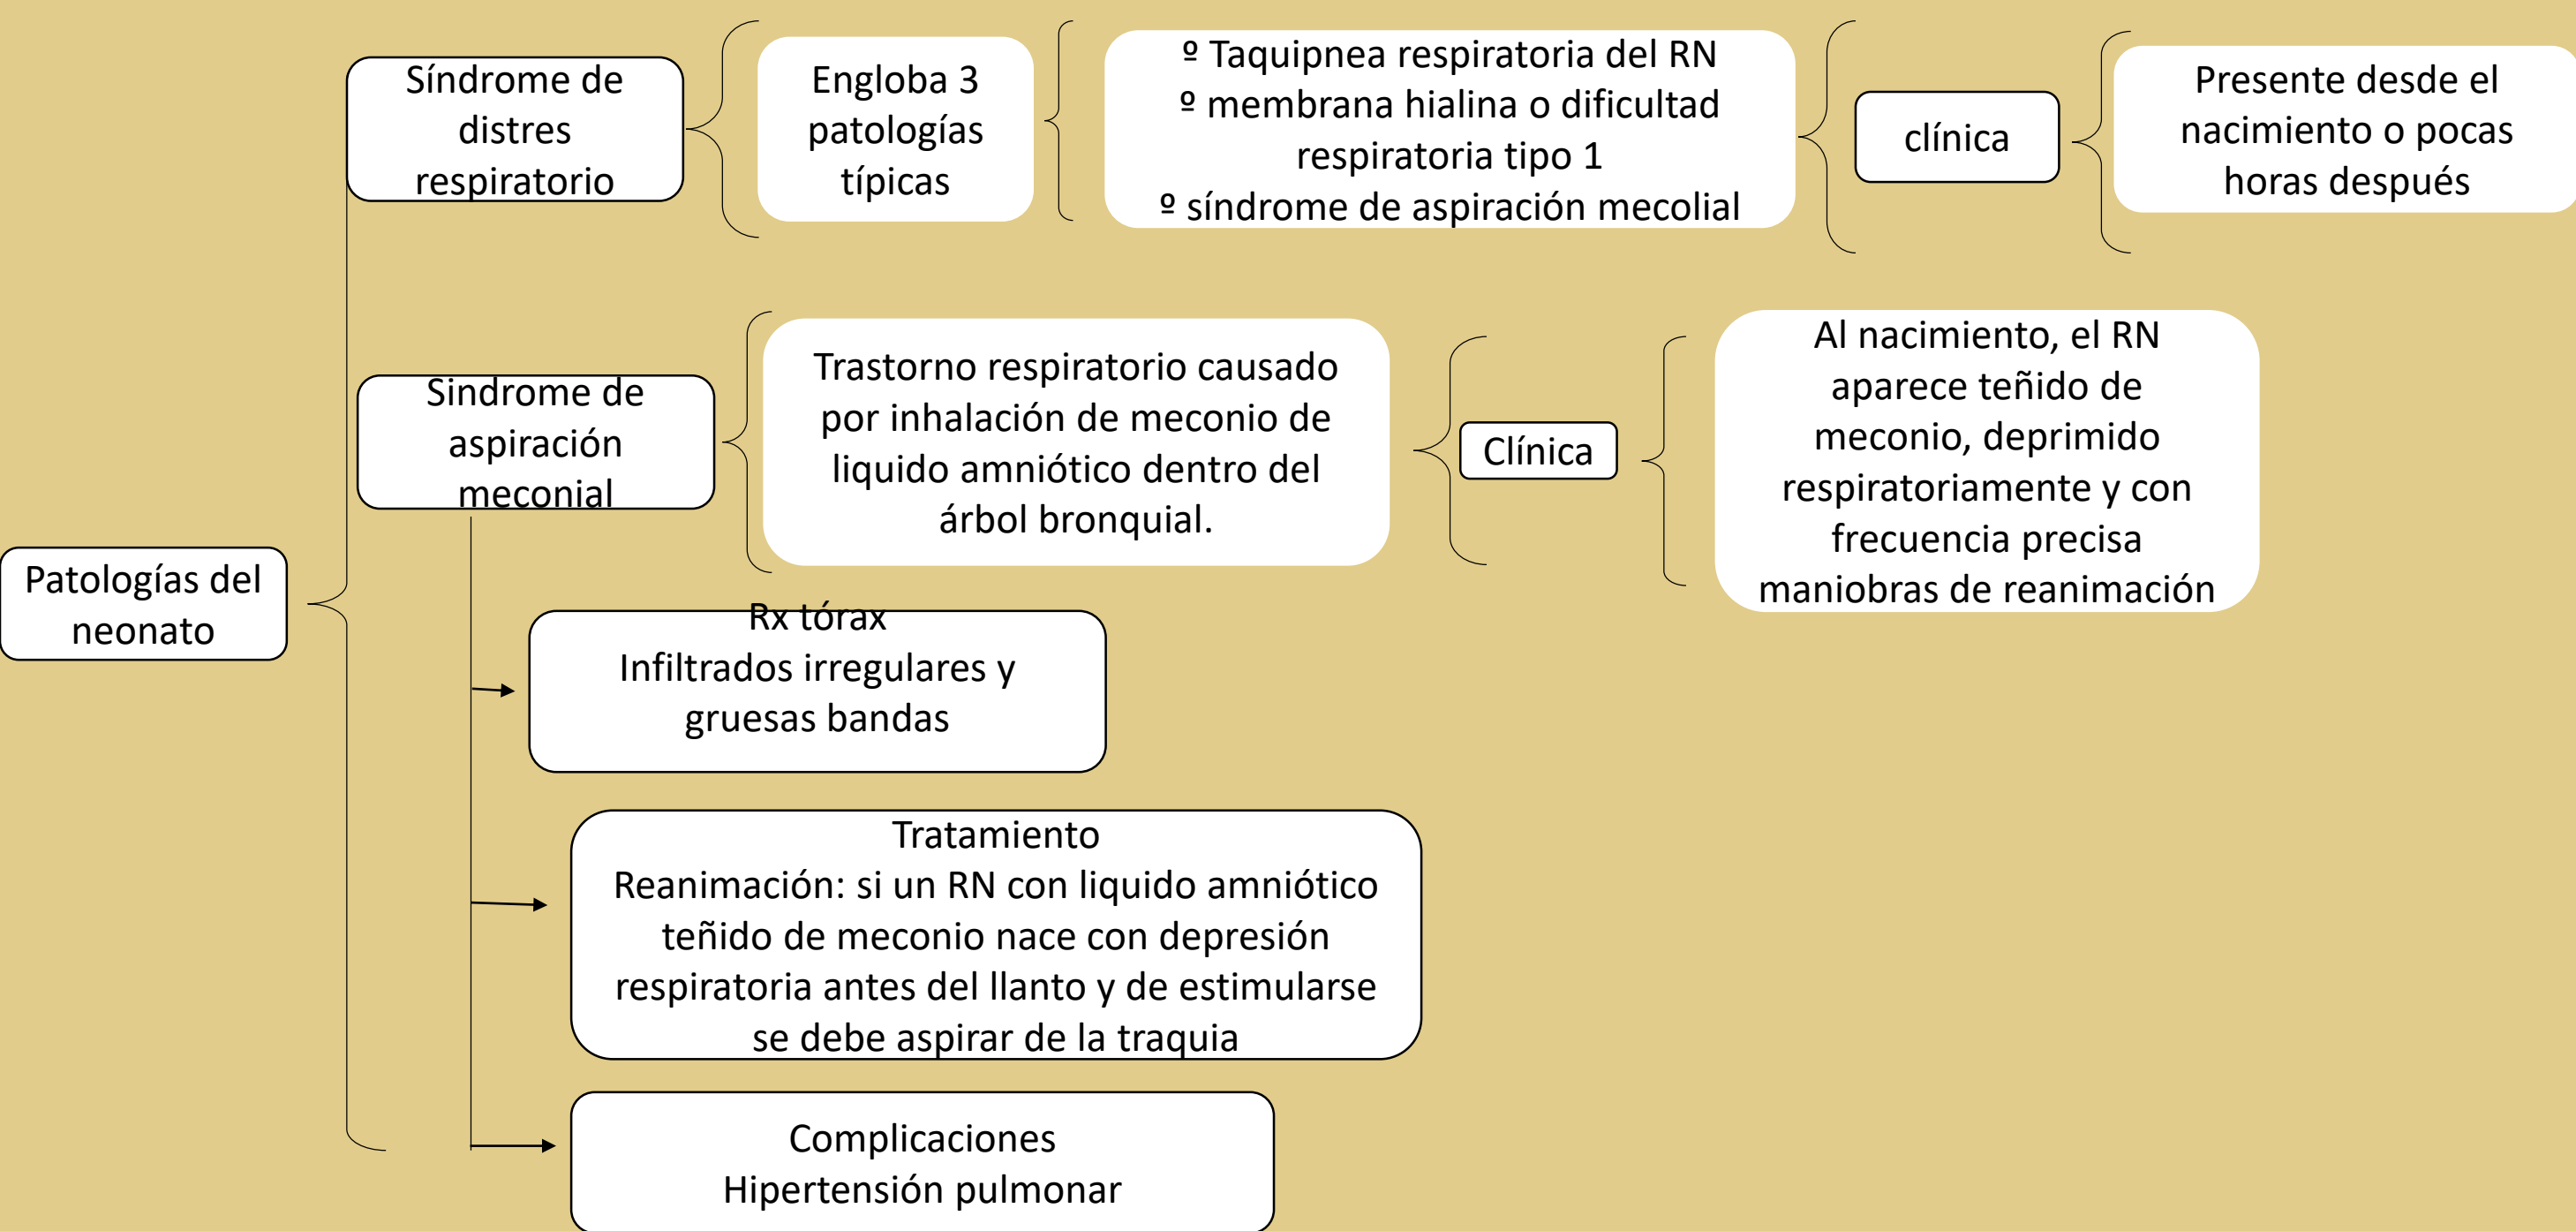 Síndrome de
distres
respiratorio
Engloba 3
patologías
típicas
º Taquipnea respiratoria del RN
º membrana hialina o dificultad
respiratoria tipo 1
º síndrome de aspiración mecolial
clínica
Presente desde el
nacimiento o pocas
horas después
Sindrome de
aspiración
meconial
Trastorno respiratorio causado
por inhalación de meconio de
liquido amniótico dentro del
árbol bronquial.
Clínica
Al nacimiento, el RN
aparece teñido de
meconio, deprimido
respiratoriamente y con
frecuencia precisa
maniobras de reanimación
Patologías del
neonato
Rx tórax
Infiltrados irregulares y
gruesas bandas
Tratamiento
Reanimación: si un RN con liquido amniótico
teñido de meconio nace con depresión
respiratoria antes del llanto y de estimularse
se debe aspirar de la traquia
Complicaciones
Hipertensión pulmonar